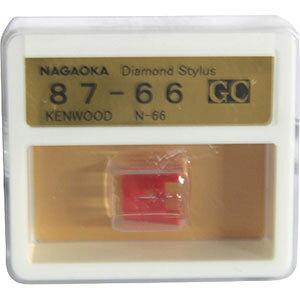 NAGAOKA Diamond Stylus
87-66 GC
KENWOOD N-66